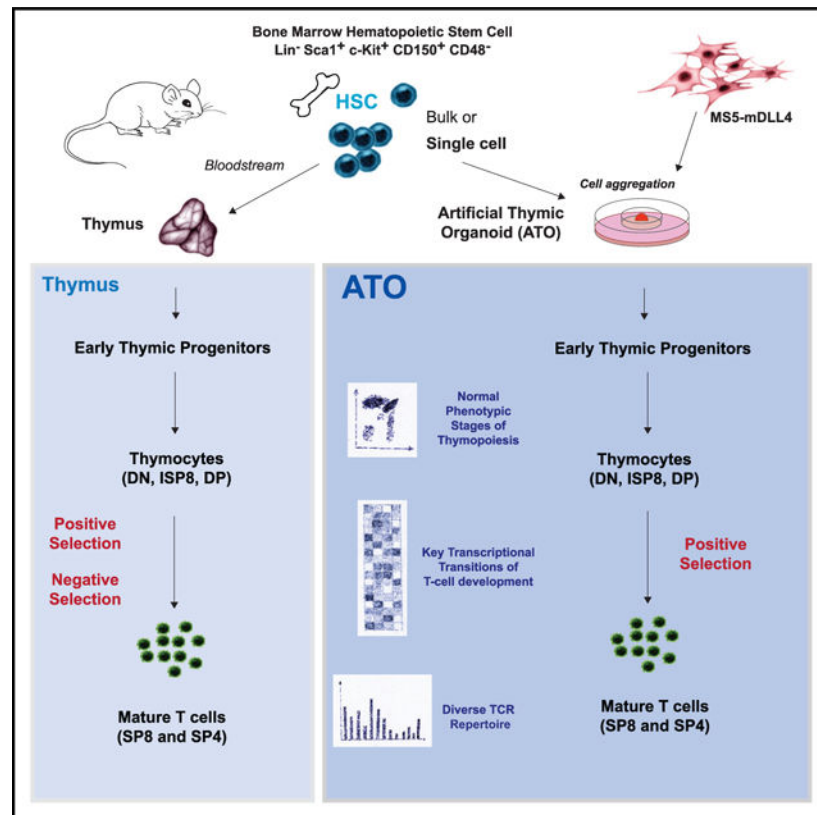 Bone Marrow Hematopoietic Stem Cell
Lin⁻ Sca1⁺ c-Kit⁺ CD150⁺ CD48⁻
HSC
Bulk or
Single cell
MS5-mDLL4
Bloodstream
Cell aggregation
Thymus
Artificial Thymic
Organoid (ATO)
Thymus
Early Thymic Progenitors
Thymocytes
(DN, ISP8, DP)
Positive
Selection
Negative
Selection
Mature T cells
(SP8 and SP4)
ATO
Early Thymic Progenitors
Normal
Phenotypic
Stages of
Thymopoiesis
Thymocytes
(DN, ISP8, DP)
Key Transcriptional
Transitions of
T-cell development
Positive
Selection
Diverse TCR
Repertoire
Mature T cells
(SP8 and SP4)